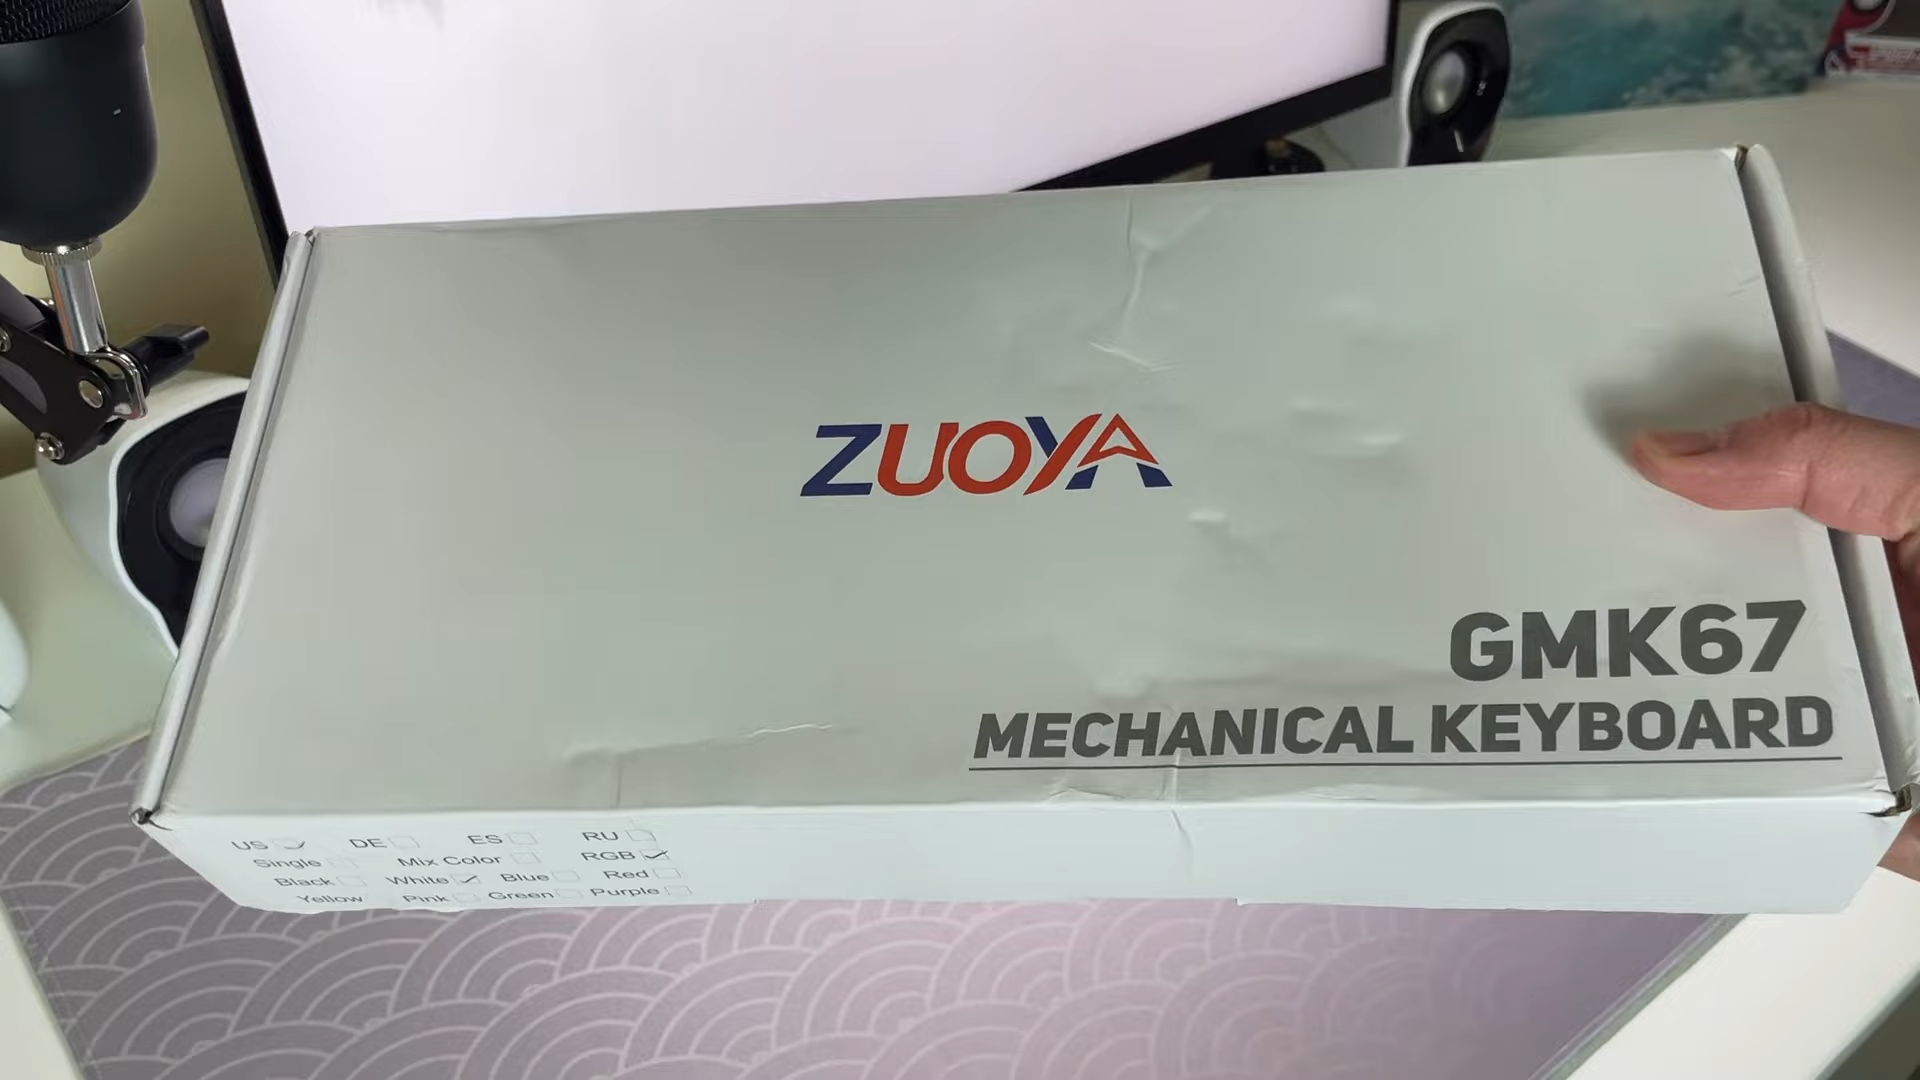 ZUOYA
GMK67
MECHANICAL KEYBOARD
US DE ES RU
Single Mix Color RGB
Black White Blue Red
Yellow Pink Green Purple